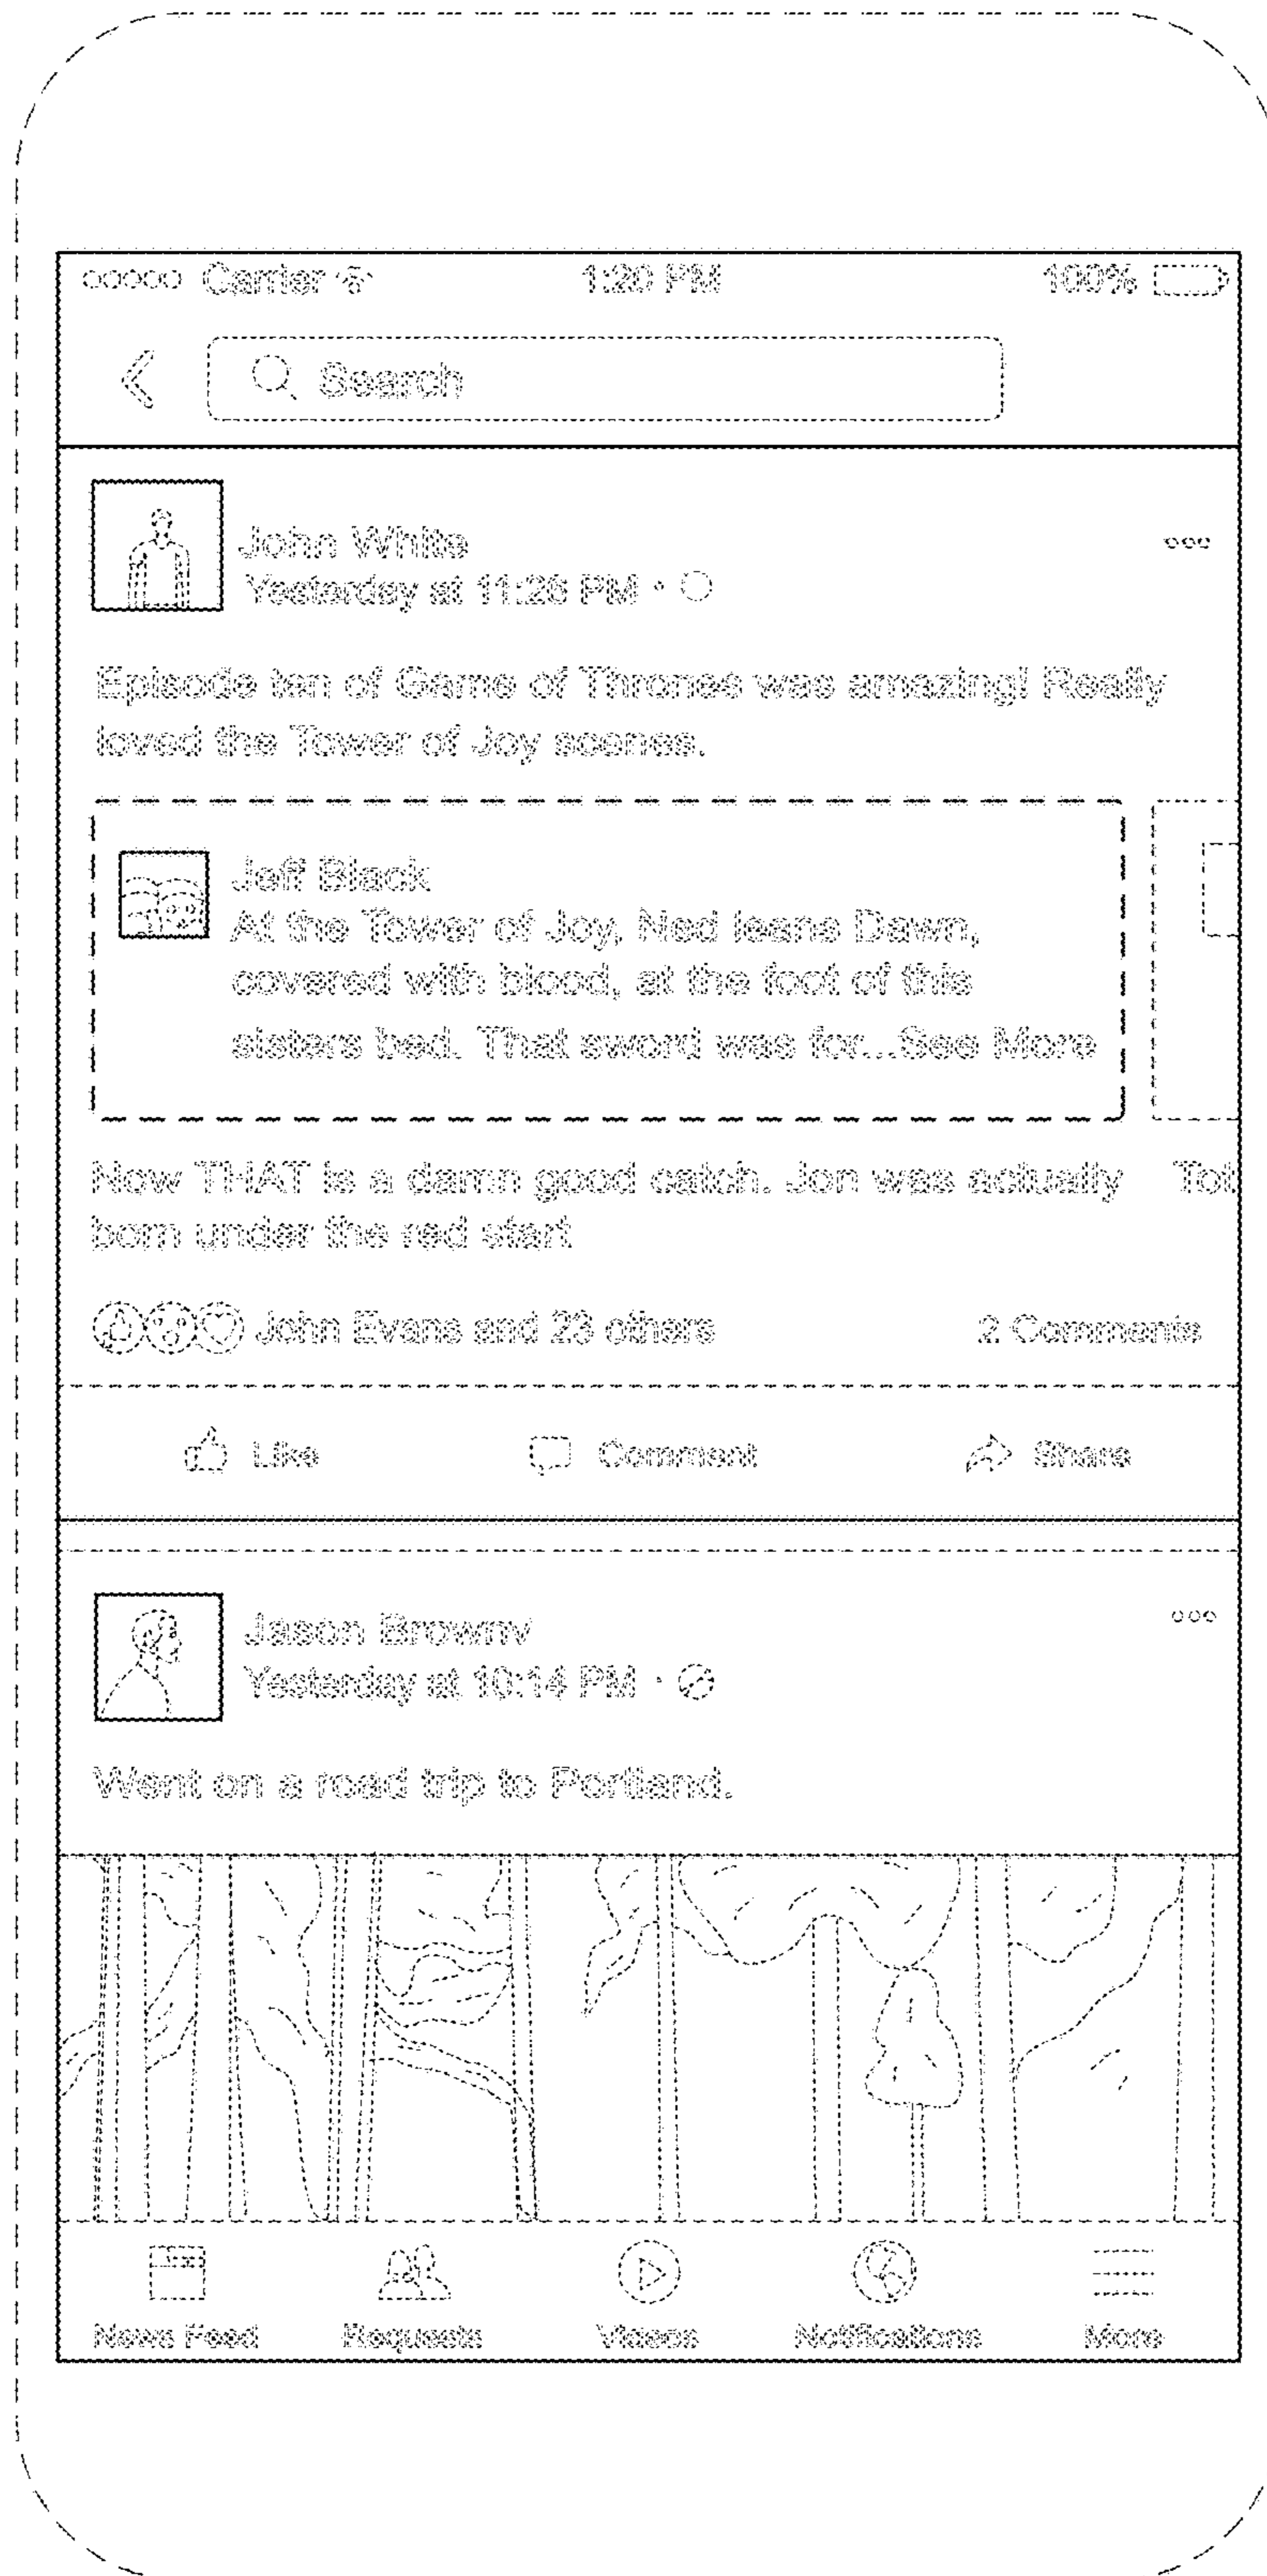 Carrier 1:20 PM 100%
Search
John White
Yesterday at 11:26 PM ·
Episode ten of Game of Thrones was amazing! Really
loved the Tower of Joy scenes.
Jeff Black
At the Tower of Joy, Ned leans Dawn,
covered with blood, at the foot of this
sisters bed. That sword was for...See More
Now THAT is a damn good catch. Jon was actually
born under the red start
Tot
John Evans and 23 others 2 Comments
Like Comment Share
Jason Brownv
Yesterday at 10:14 PM ·
Went on a road trip to Portland.
News Feed Requests Videos Notifications More